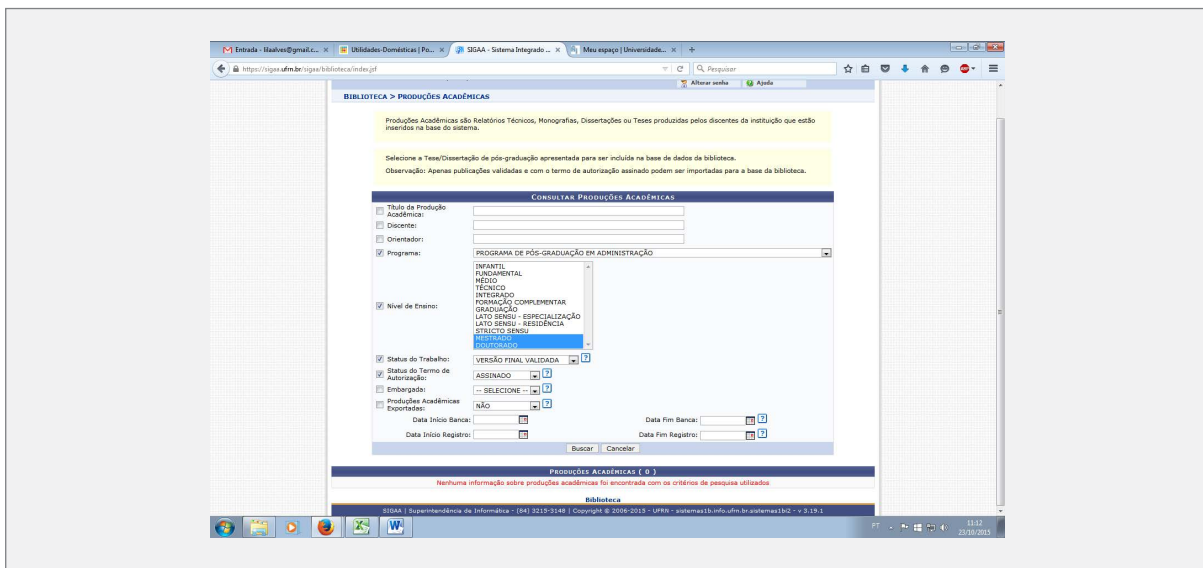 Entrada - lilaalves@gmail.c...
Utilidades-Domésticas | Po...
SIGAA - Sistema Integrado ...
Meu espaço | Universidade...
https://sigaa.ufrn.br/sigaa/biblioteca/index.jsf
Pesquisar
Alterar senha
Ajuda
BIBLIOTECA > PRODUÇÕES ACADÊMICAS
Produções Acadêmicas são Relatórios Técnicos, Monografias, Dissertações ou Teses produzidas pelos discentes da instituição que estão
inseridos na base do sistema.
Selecione a Tese/Dissertação de pós-graduação apresentada para ser incluída na base de dados da biblioteca.
Observação: Apenas publicações validadas e com o termo de autorização assinado podem ser importadas para a base da biblioteca.
CONSULTAR PRODUÇÕES ACADÊMICAS
Título da Produção
Acadêmica:
Discente:
Orientador:
Programa: PROGRAMA DE PÓS-GRADUAÇÃO EM ADMINISTRAÇÃO
INFANTIL
FUNDAMENTAL
MÉDIO
TÉCNICO
INTEGRADO
FORMAÇÃO COMPLEMENTAR
Nível de Ensino:
GRADUAÇÃO
LATO SENSU - ESPECIALIZAÇÃO
LATO SENSU - RESIDÊNCIA
STRICTO SENSU
MESTRADO
DOUTORADO
Status do Trabalho: VERSÃO FINAL VALIDADA
Status do Termo de
Autorização: ASSINADO
Embargada: -- SELECIONE --
Produções Acadêmicas
Exportadas: NÃO
Data Início Banca: Data Fim Banca:
Data Início Registro: Data Fim Registro:
Buscar Cancelar
PRODUÇÕES ACADÊMICAS ( 0 )
Nenhuma informação sobre produções acadêmicas foi encontrada com os critérios de pesquisa utilizados
Biblioteca
SIGAA | Superintendência de Informática - (84) 3215-3148 | Copyright © 2006-2015 - UFRN - sistemas1b.info.ufrn.br.sistemas1bi2 - v 3.19.1
PT
11:12
23/10/2015